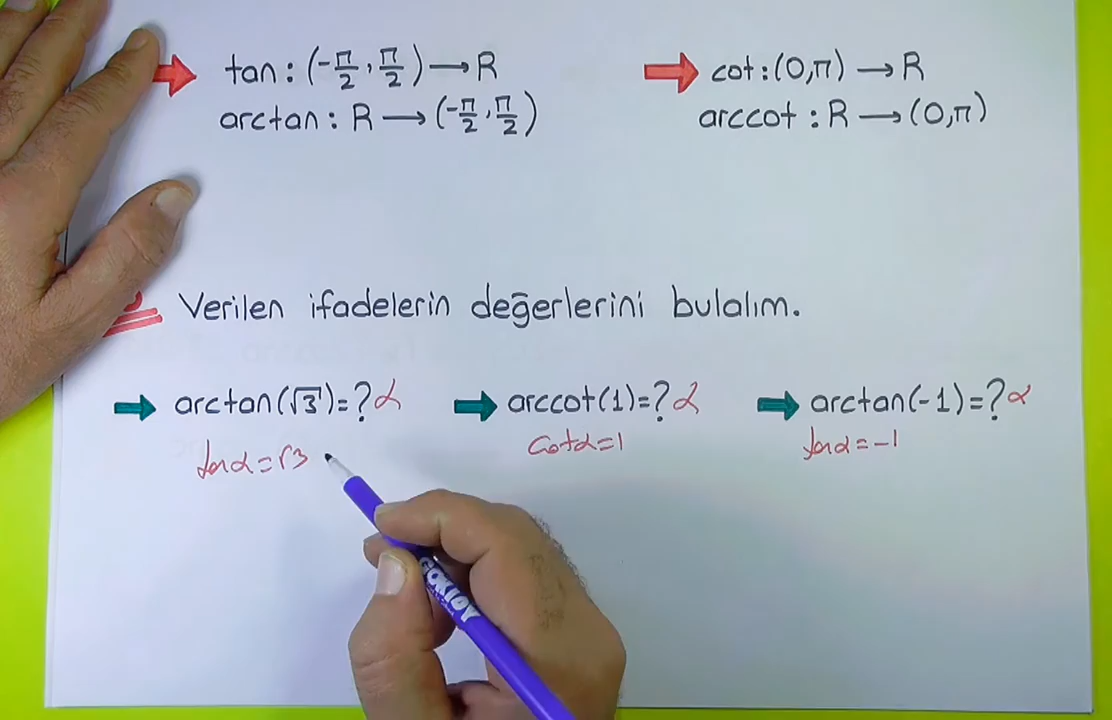 tan : (-π/2, π/2) → R
arctan : R → (-π/2, π/2)
cot : (0, π) → R
arccot : R → (0, π)
Verilen ifadelerin değerlerini bulalım.
arctan(√3) = ? α
tanα = √3
arccot(1) = ? α
cotα = 1
arctan(-1) = ? α
tanα = -1